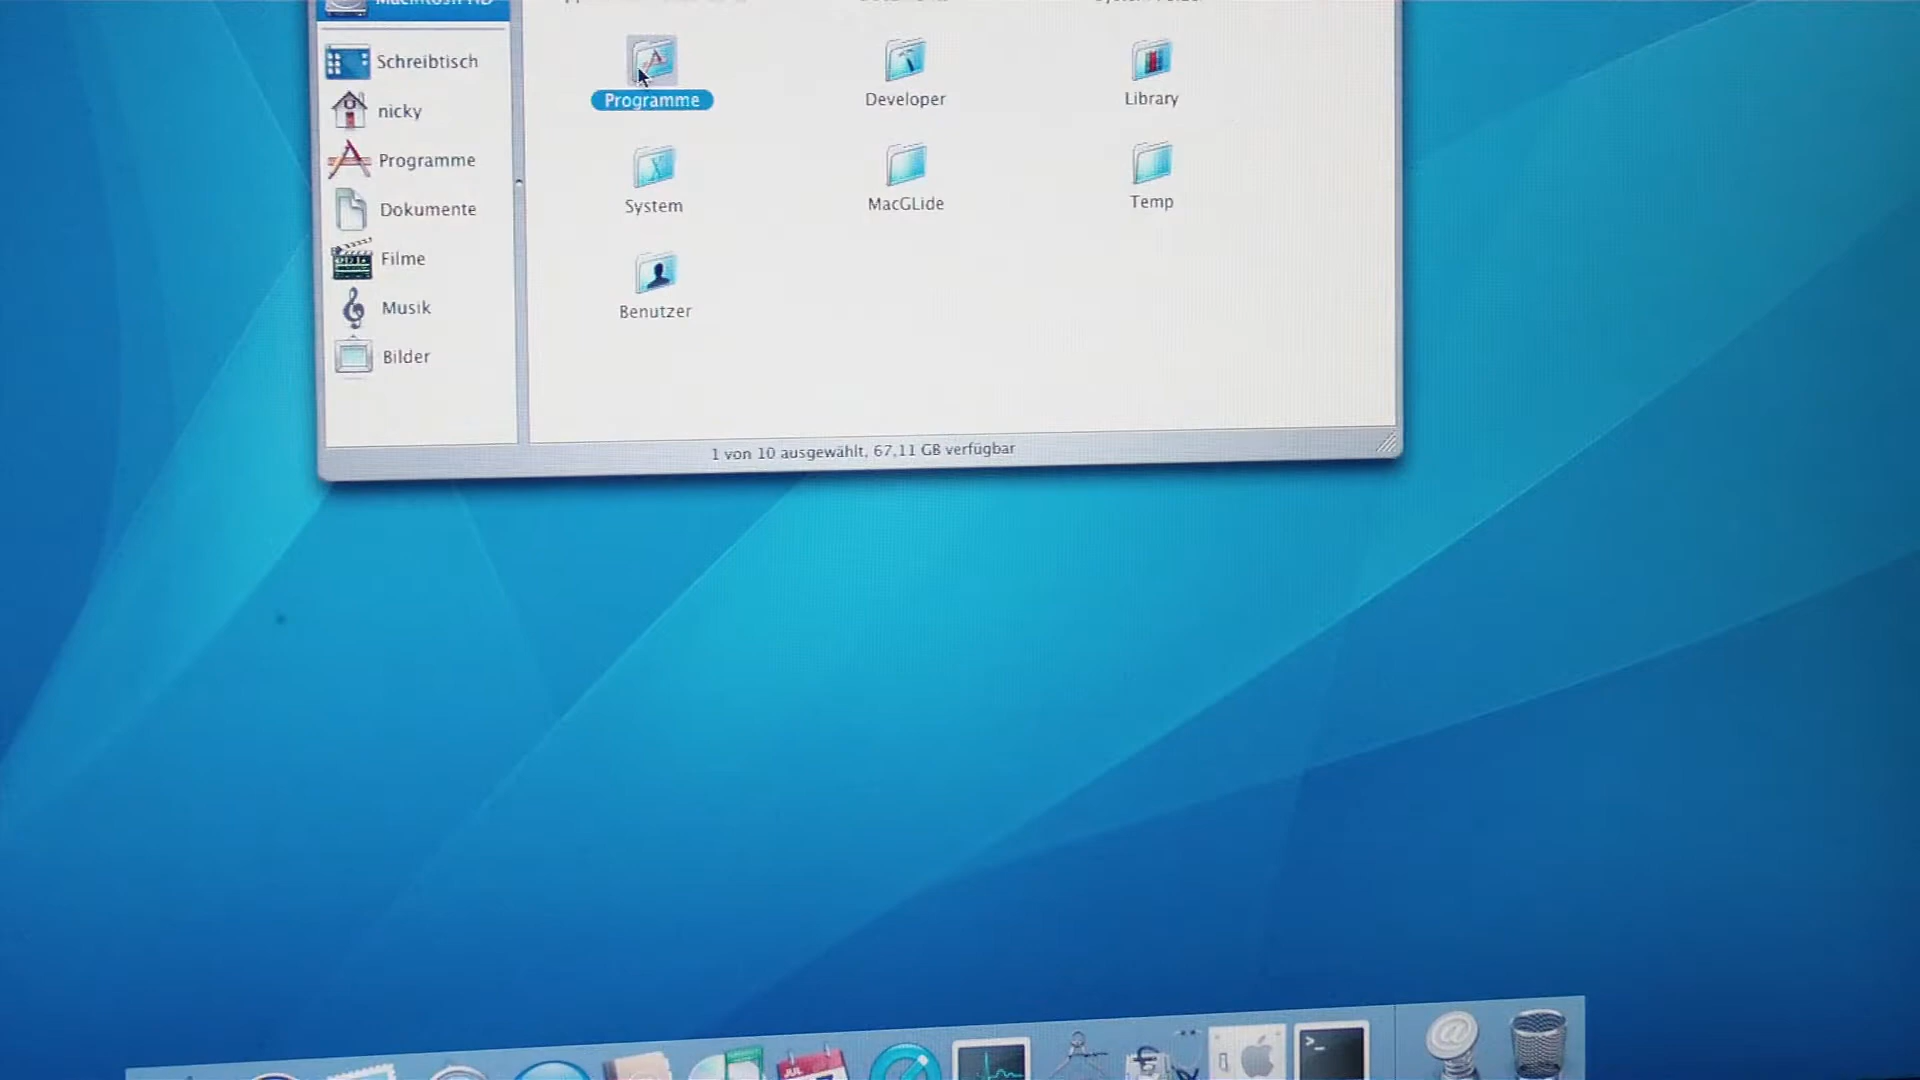 Schreibtisch
nicky
Programme
Dokumente
Filme
Musik
Bilder
Programme
Developer
Library
System
MacGLide
Temp
Benutzer
1 von 10 ausgewählt, 67,11 GB verfügbar
JUL